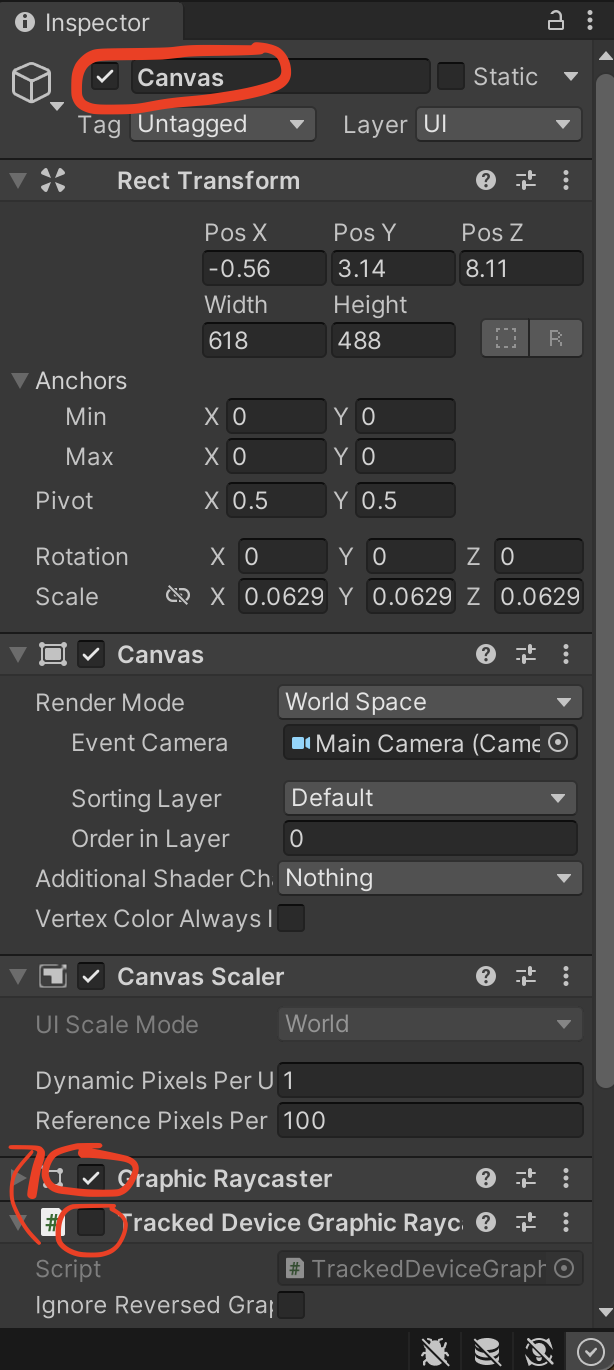 Inspector
Canvas Static
Tag Untagged Layer UI
Rect Transform
Pos X Pos Y Pos Z
-0.56 3.14 8.11
Width Height
618 488 R
Anchors
Min X 0 Y 0
Max X 0 Y 0
Pivot X 0.5 Y 0.5
Rotation X 0 Y 0 Z 0
Scale X 0.0629 Y 0.0629 Z 0.0629
Canvas
Render Mode World Space
Event Camera Main Camera (Came
Sorting Layer Default
Order in Layer 0
Additional Shader Cha Nothing
Vertex Color Always I
Canvas Scaler
UI Scale Mode World
Dynamic Pixels Per U 1
Reference Pixels Per 100
Graphic Raycaster
# Tracked Device Graphic Rayca
Script # TrackedDeviceGraph
Ignore Reversed Grap